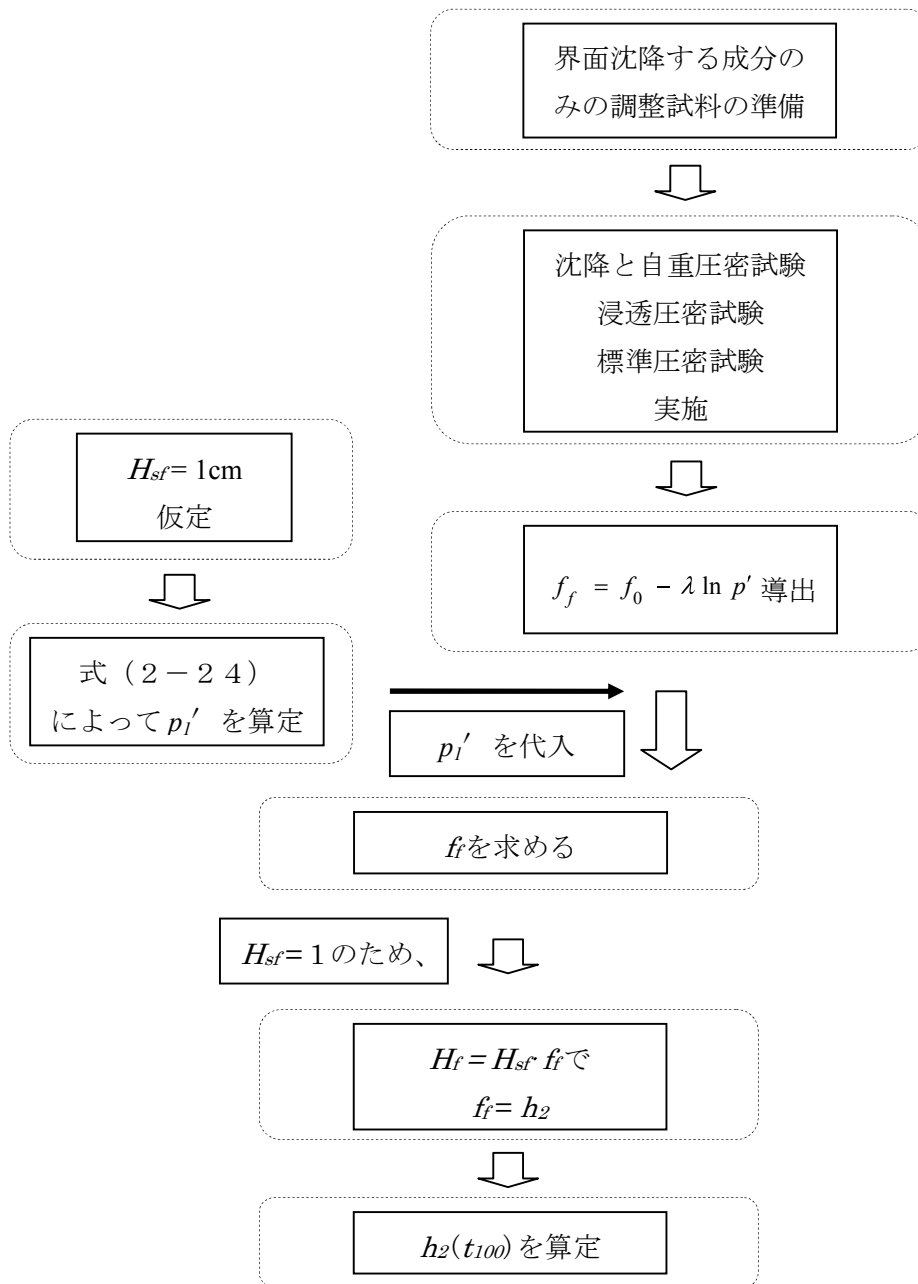 界面沈降する成分の
みの調整試料の準備
沈降と自重圧密試験
浸透圧密試験
標準圧密試験
実施
Hsf = 1cm
仮定
ff = f0 − λ ln p′ 導出
式（２－２４）
によって p1′ を算定
p1′ を代入
ffを求める
Hsf = １のため、
Hf = Hsf· ffで
ff = h2
h2(t100)を算定